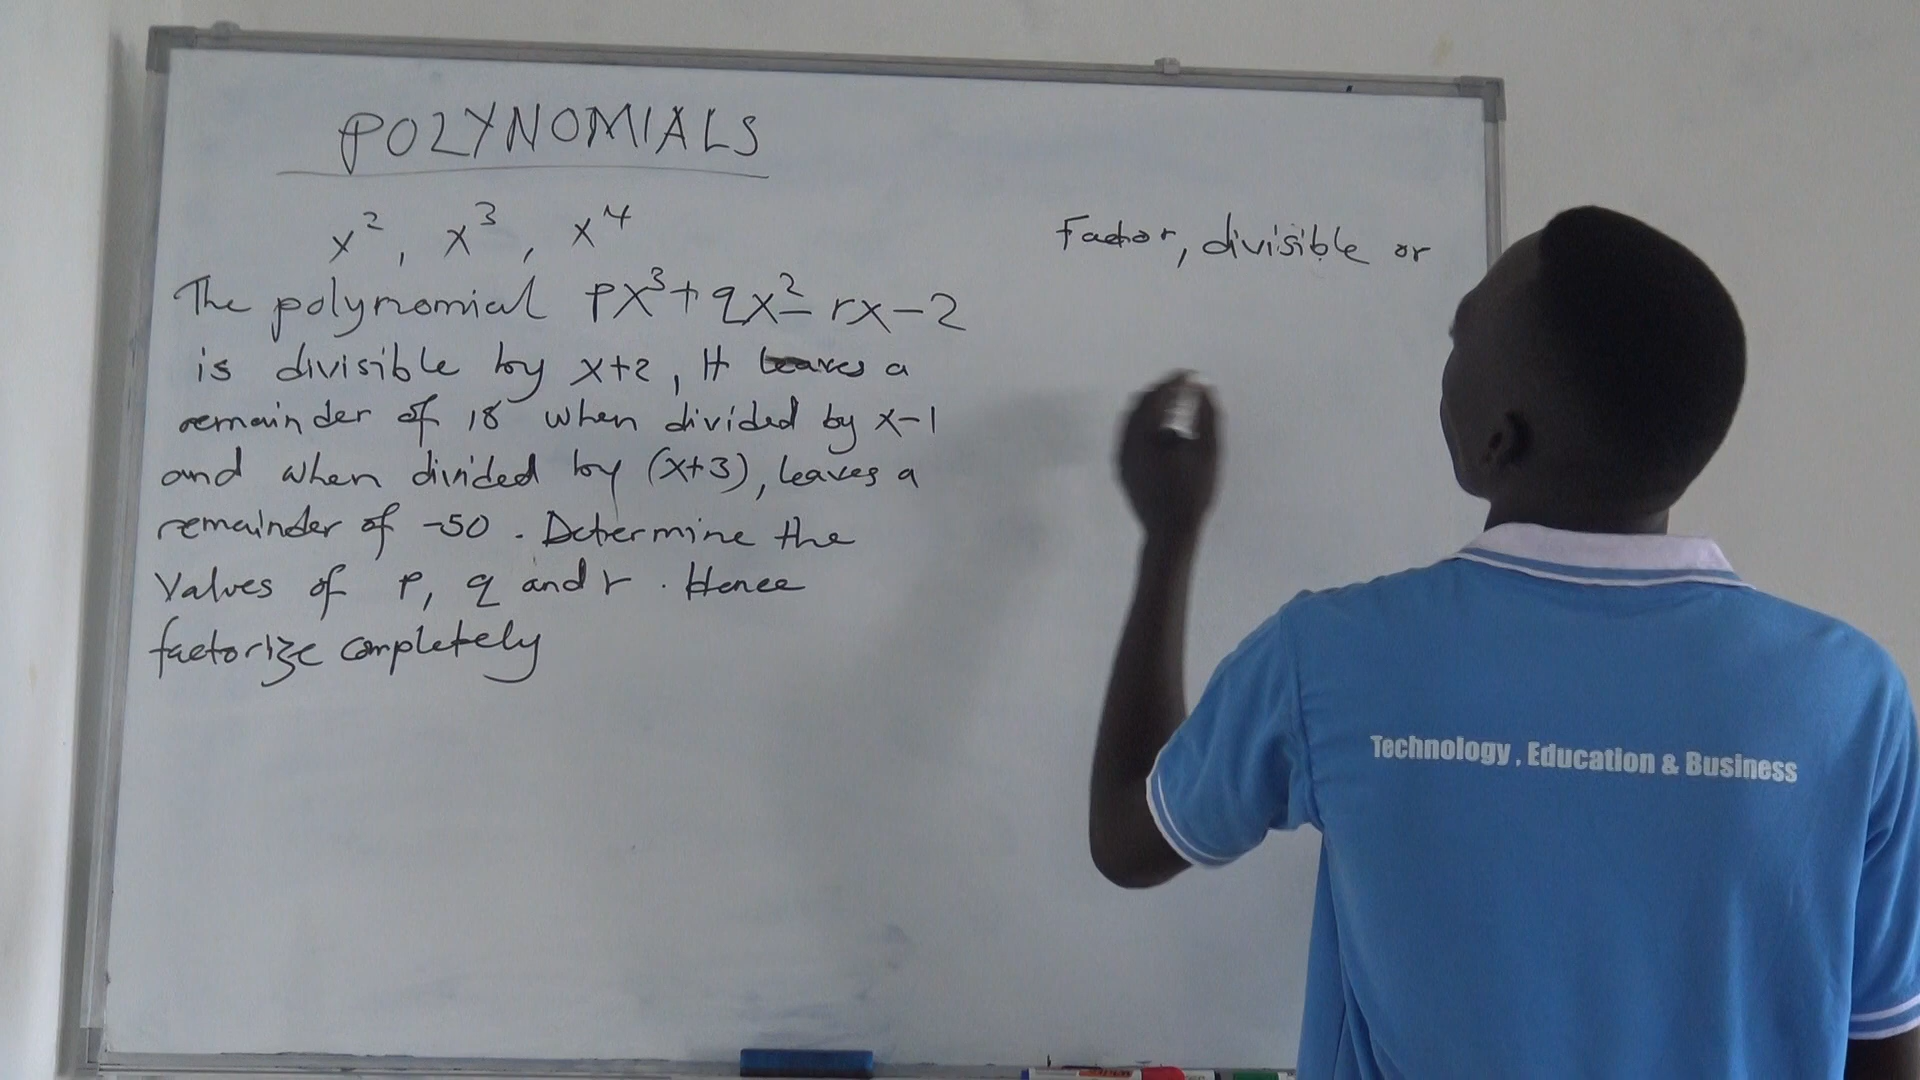 POLYNOMIALS
x², x³, x⁴
The polynomial px³+qx²-rx-2
is divisible by x+2, It leaves a
remainder of 18 when divided by x-1
and when divided by (x+3), leaves a
remainder of -50. Determine the
values of p, q and r. Hence
factorize completely
Factor, divisible or
Technology, Education & Business